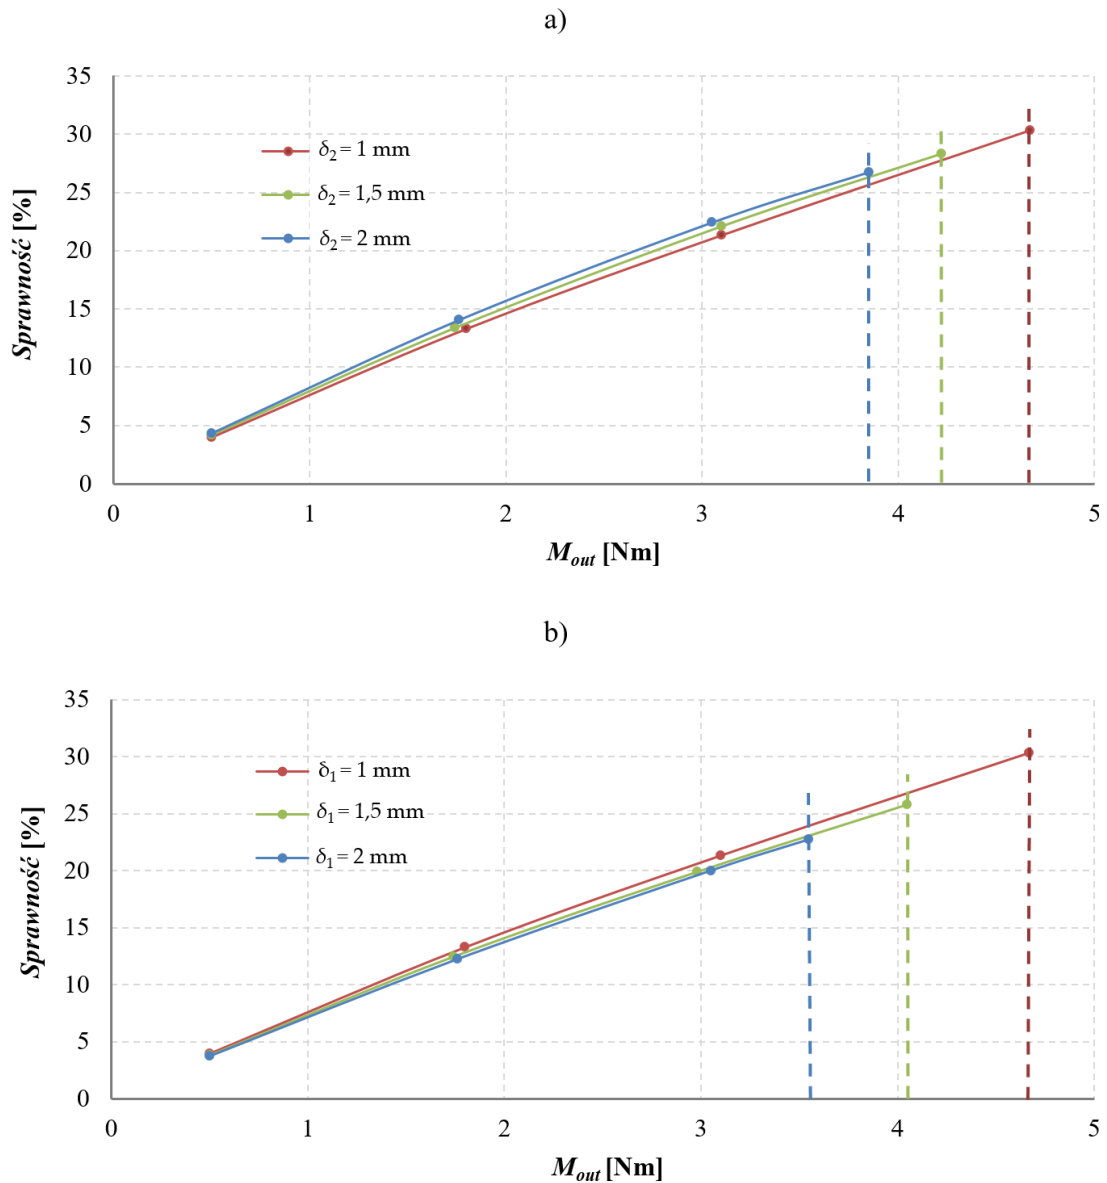 a)
35
30
25
20
15
10
5
0
Sprawność [%]
δ2 = 1 mm
δ2 = 1,5 mm
δ2 = 2 mm
0 1 2 3 4 5
Mout [Nm]
b)
35
30
25
20
15
10
5
0
Sprawność [%]
δ1 = 1 mm
δ1 = 1,5 mm
δ1 = 2 mm
0 1 2 3 4 5
Mout [Nm]